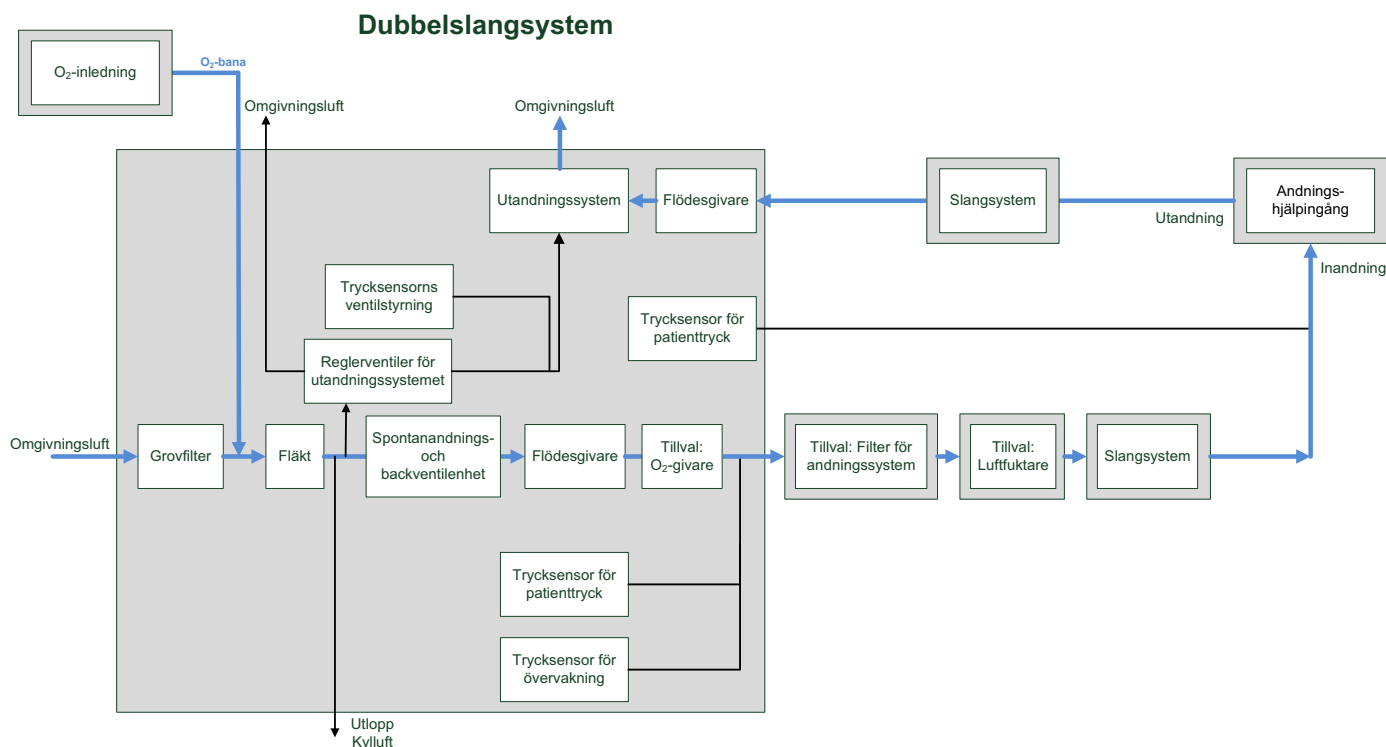 Dubbelslangsystem
O₂-inledning
O₂-bana
Omgivningsluft
Omgivningsluft
Utandningssystem
Flödesgivare
Slangsystem
Andnings-
hjälpingång
Utandning
Inandning
Trycksensorns
ventilstyrning
Trycksensor för
patienttryck
Reglerventiler för
utandningssystemet
Omgivningsluft
Grovfilter
Fläkt
Spontanandnings-
och
backventilenhet
Flödesgivare
Tillval:
O₂-givare
Tillval: Filter för
andningssystem
Tillval:
Luftfuktare
Slangsystem
Trycksensor för
patienttryck
Trycksensor för
övervakning
Utlopp
Kylluft